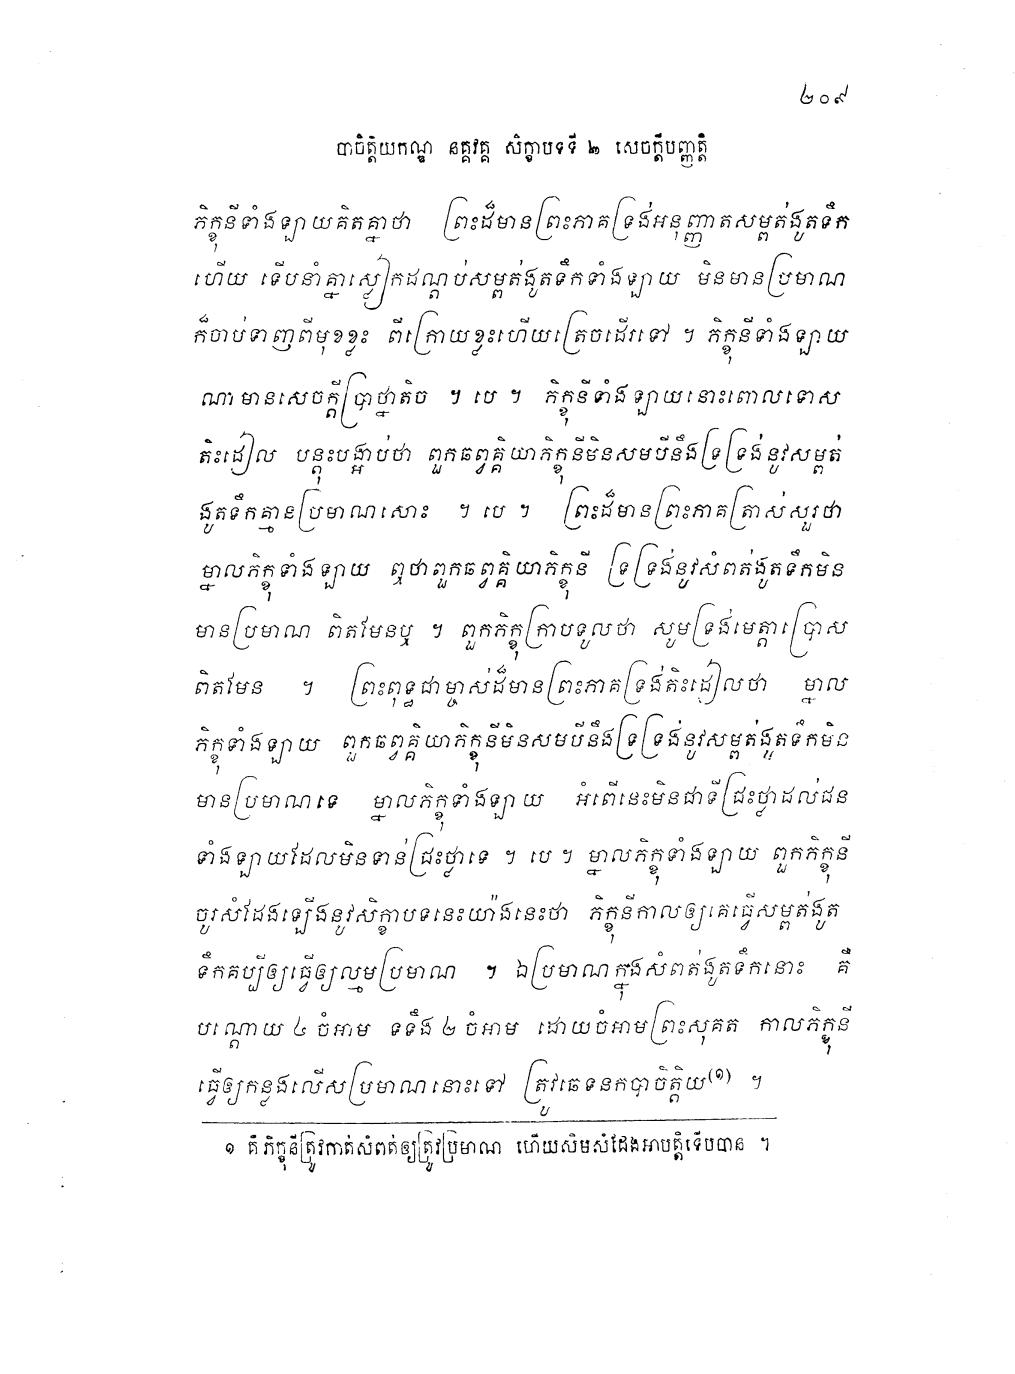 ២០៩
បាចិត្តិយកណ្ឌ នគ្គវគ្គ សិក្ខាបទទី ២ សេចក្តីបញ្ញត្តិ
ភិក្ខុនីទាំងឡាយគិតគ្នាថា ព្រះដ៏មានព្រះភាគទ្រង់អនុញ្ញាតសម្ពត់ងូតទឹក
ហើយ ទើបនាំគ្នាស្លៀកដណ្តប់សម្ពត់ងូតទឹកទាំងឡាយ មិនមានប្រមាណ
ក៏ចាប់ទាញពីមុខខ្លះ ពីក្រោយខ្លះហើយត្រេចដើរទៅ ។ ភិក្ខុនីទាំងឡាយ
ណាមានសេចក្តីប្រាថ្នាតិច ។ បេ ។ ភិក្ខុនីទាំងឡាយនោះពោលទោស
តិះដៀល បន្តុះបង្អាប់ថា ពួកឆព្វគ្គិយាភិក្ខុនីមិនសមបីនឹងទ្រទ្រង់នូវសម្ពត់
ងូតទឹកគ្មានប្រមាណសោះ ។ បេ ។ ព្រះដ៏មានព្រះភាគត្រាស់សួរថា
ម្នាលភិក្ខុទាំងឡាយ ឮថាពួកឆព្វគ្គិយាភិក្ខុនី ទ្រទ្រង់នូវសំពត់ងូតទឹកមិន
មានប្រមាណ ពិតមែនឬ ។ ពួកភិក្ខុក្រាបទូលថា សូមទ្រង់មេត្តាប្រោស
ពិតមែន ។ ព្រះពុទ្ធជាម្ចាស់ដ៏មានព្រះភាគទ្រង់តិះដៀលថា ម្នាល
ភិក្ខុទាំងឡាយ ពួកឆព្វគ្គិយាភិក្ខុនីមិនសមបីនឹងទ្រទ្រង់នូវសម្ពត់ងូតទឹកមិន
មានប្រមាណទេ ម្នាលភិក្ខុទាំងឡាយ អំពើនេះមិនជាទីជ្រះថ្លាដល់ជន
ទាំងឡាយដែលមិនទាន់ជ្រះថ្លាទេ ។ បេ ។ ម្នាលភិក្ខុទាំងឡាយ ពួកភិក្ខុនី
ចូរសំដែងឡើងនូវសិក្ខាបទនេះយ៉ាងនេះថា ភិក្ខុនីកាលឲ្យគេធ្វើសម្ពត់ងូត
ទឹកគប្បីឲ្យធ្វើឲ្យល្មមប្រមាណ ។ ឯប្រមាណក្នុងសំពត់ងូតទឹកនោះ គឺ
បណ្តោយ ៤ ចំអាម ទទឹង ២ ចំអាម ដោយចំអាមព្រះសុគត កាលភិក្ខុនី
ធ្វើឲ្យកន្លងលើសប្រមាណនោះទៅ ត្រូវឆេទនកបាចិត្តិយ(១) ។
១ គឺ ភិក្ខុនីត្រូវកាត់សំពត់ឲ្យត្រូវប្រមាណ ហើយសឹមសំដែងអាបត្តិទើបបាន ។